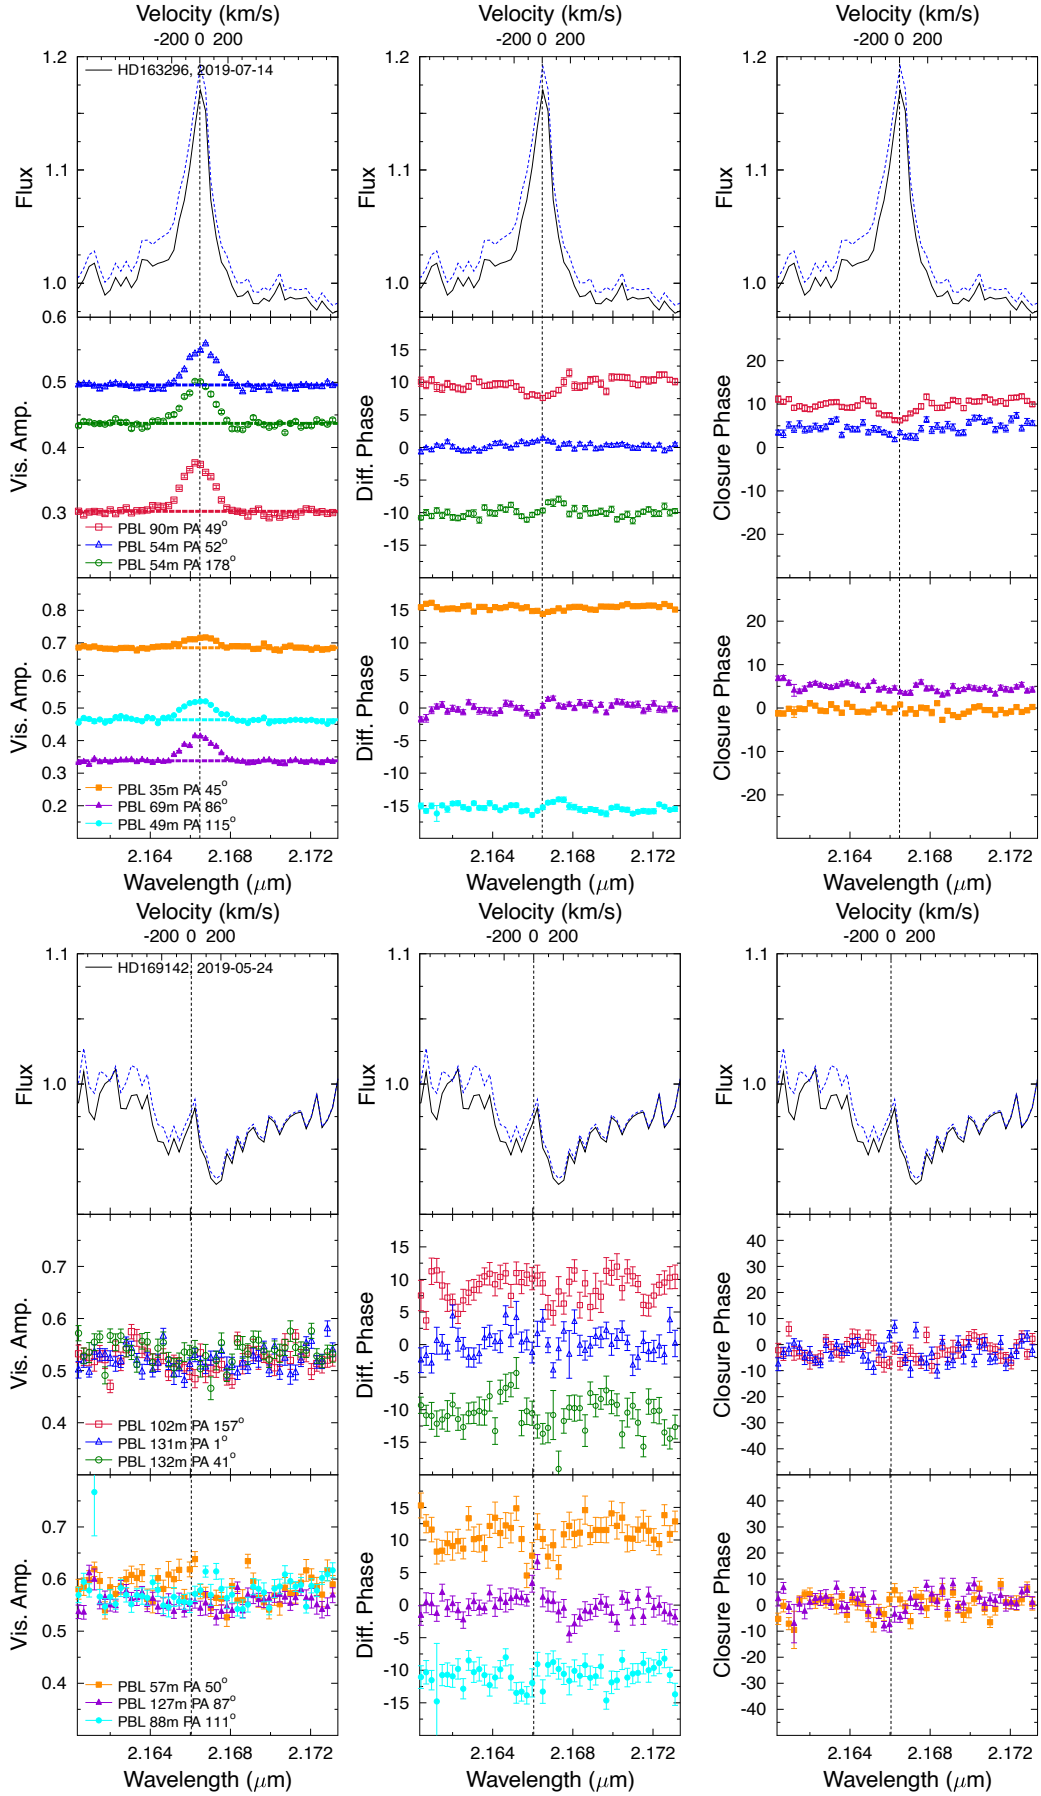 Velocity (km/s) Velocity (km/s) Velocity (km/s)
-200 0 200 -200 0 200 -200 0 200
1.2 1.2 1.2
HD163296, 2019-07-14
1.1 1.1 1.1
Flux Flux Flux
1.0 1.0 1.0
0.6
15 20
0.5 10
5 10
Vis. Amp. 0.4 Diff. Phase 0 Closure Phase 0
-5 -10
0.3 -10
PBL 90m PA 49° -15 -20
PBL 54m PA 52°
PBL 54m PA 178°
0.8 15 20
0.7 10
0.6 5 10
Vis. Amp. 0.5 Diff. Phase 0 Closure Phase 0
0.4 -5
0.3 -10 -10
PBL 35m PA 45°
0.2 PBL 69m PA 86° -15 -20
PBL 49m PA 115°
2.164 2.168 2.172 2.164 2.168 2.172 2.164 2.168 2.172
Wavelength (μm) Wavelength (μm) Wavelength (μm)
Velocity (km/s) Velocity (km/s) Velocity (km/s)
-200 0 200 -200 0 200 -200 0 200
1.1 1.1 1.1
HD169142, 2019-05-24
1.0 1.0 1.0
Flux Flux Flux
0.7 15 40
10 30
0.6 5 20
10
Vis. Amp. 0.5 Diff. Phase 0 Closure Phase 0
-5 -10
0.4 -10 -20
PBL 102m PA 157° -15 -30
PBL 131m PA 1° -40
PBL 132m PA 41°
0.7 15 40
10 30
0.6 5 20
10
Vis. Amp. 0.5 Diff. Phase 0 Closure Phase 0
-5 -10
0.4 -10 -20
PBL 57m PA 50° -15 -30
PBL 127m PA 87° -40
PBL 88m PA 111°
2.164 2.168 2.172 2.164 2.168 2.172 2.164 2.168 2.172
Wavelength (μm) Wavelength (μm) Wavelength (μm)